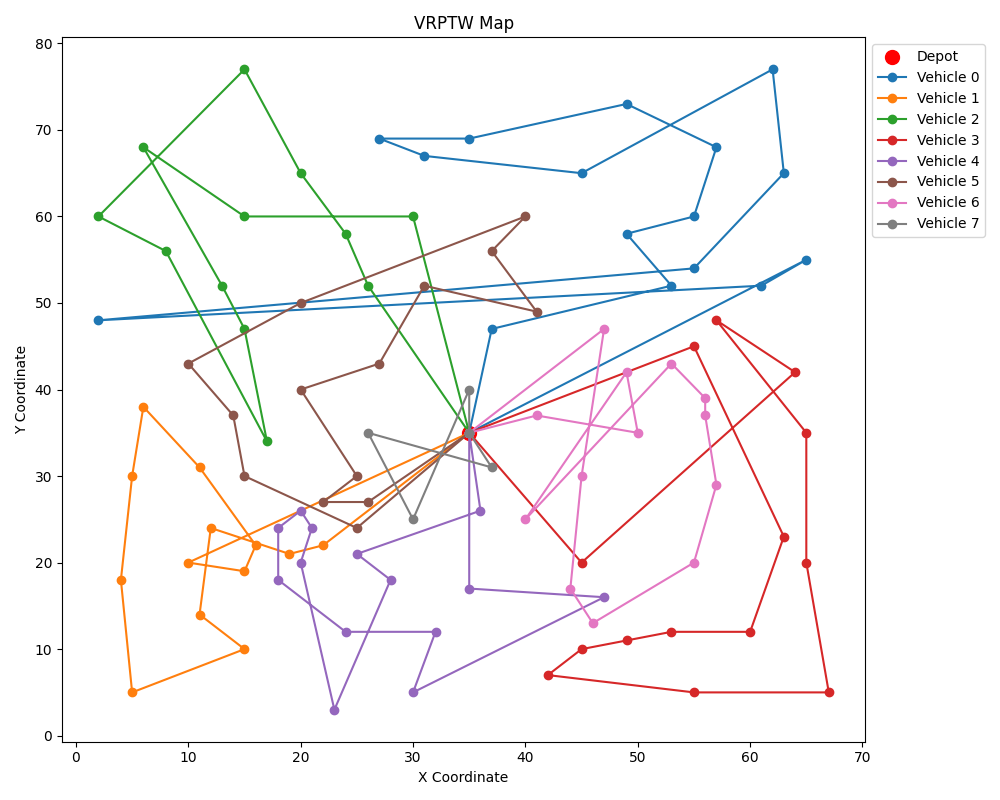 VRPTW Map
80
70
60
50
40
30
20
10
0
Y Coordinate
0 10 20 30 40 50 60 70
X Coordinate
Depot
Vehicle 0
Vehicle 1
Vehicle 2
Vehicle 3
Vehicle 4
Vehicle 5
Vehicle 6
Vehicle 7